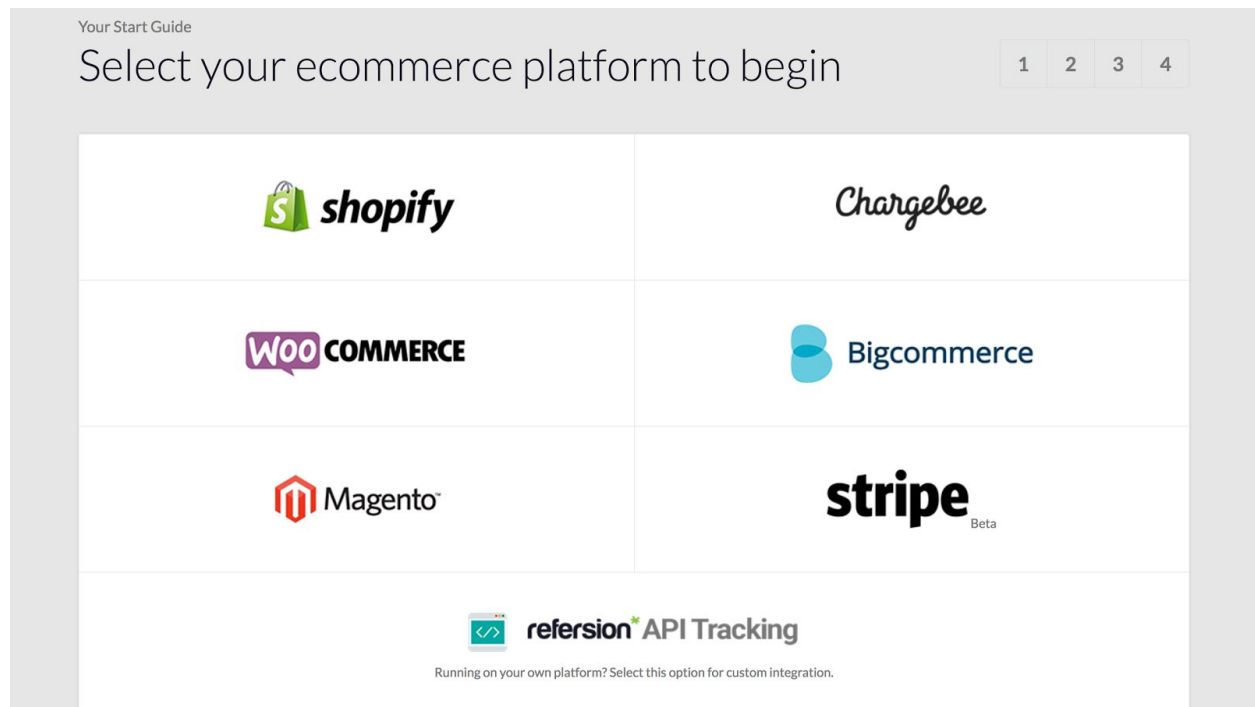 Your Start Guide
Select your ecommerce platform to begin
1 2 3 4
shopify
Chargebee
WOO COMMERCE
Bigcommerce
Magento™
stripe Beta
</> refersion* API Tracking
Running on your own platform? Select this option for custom integration.